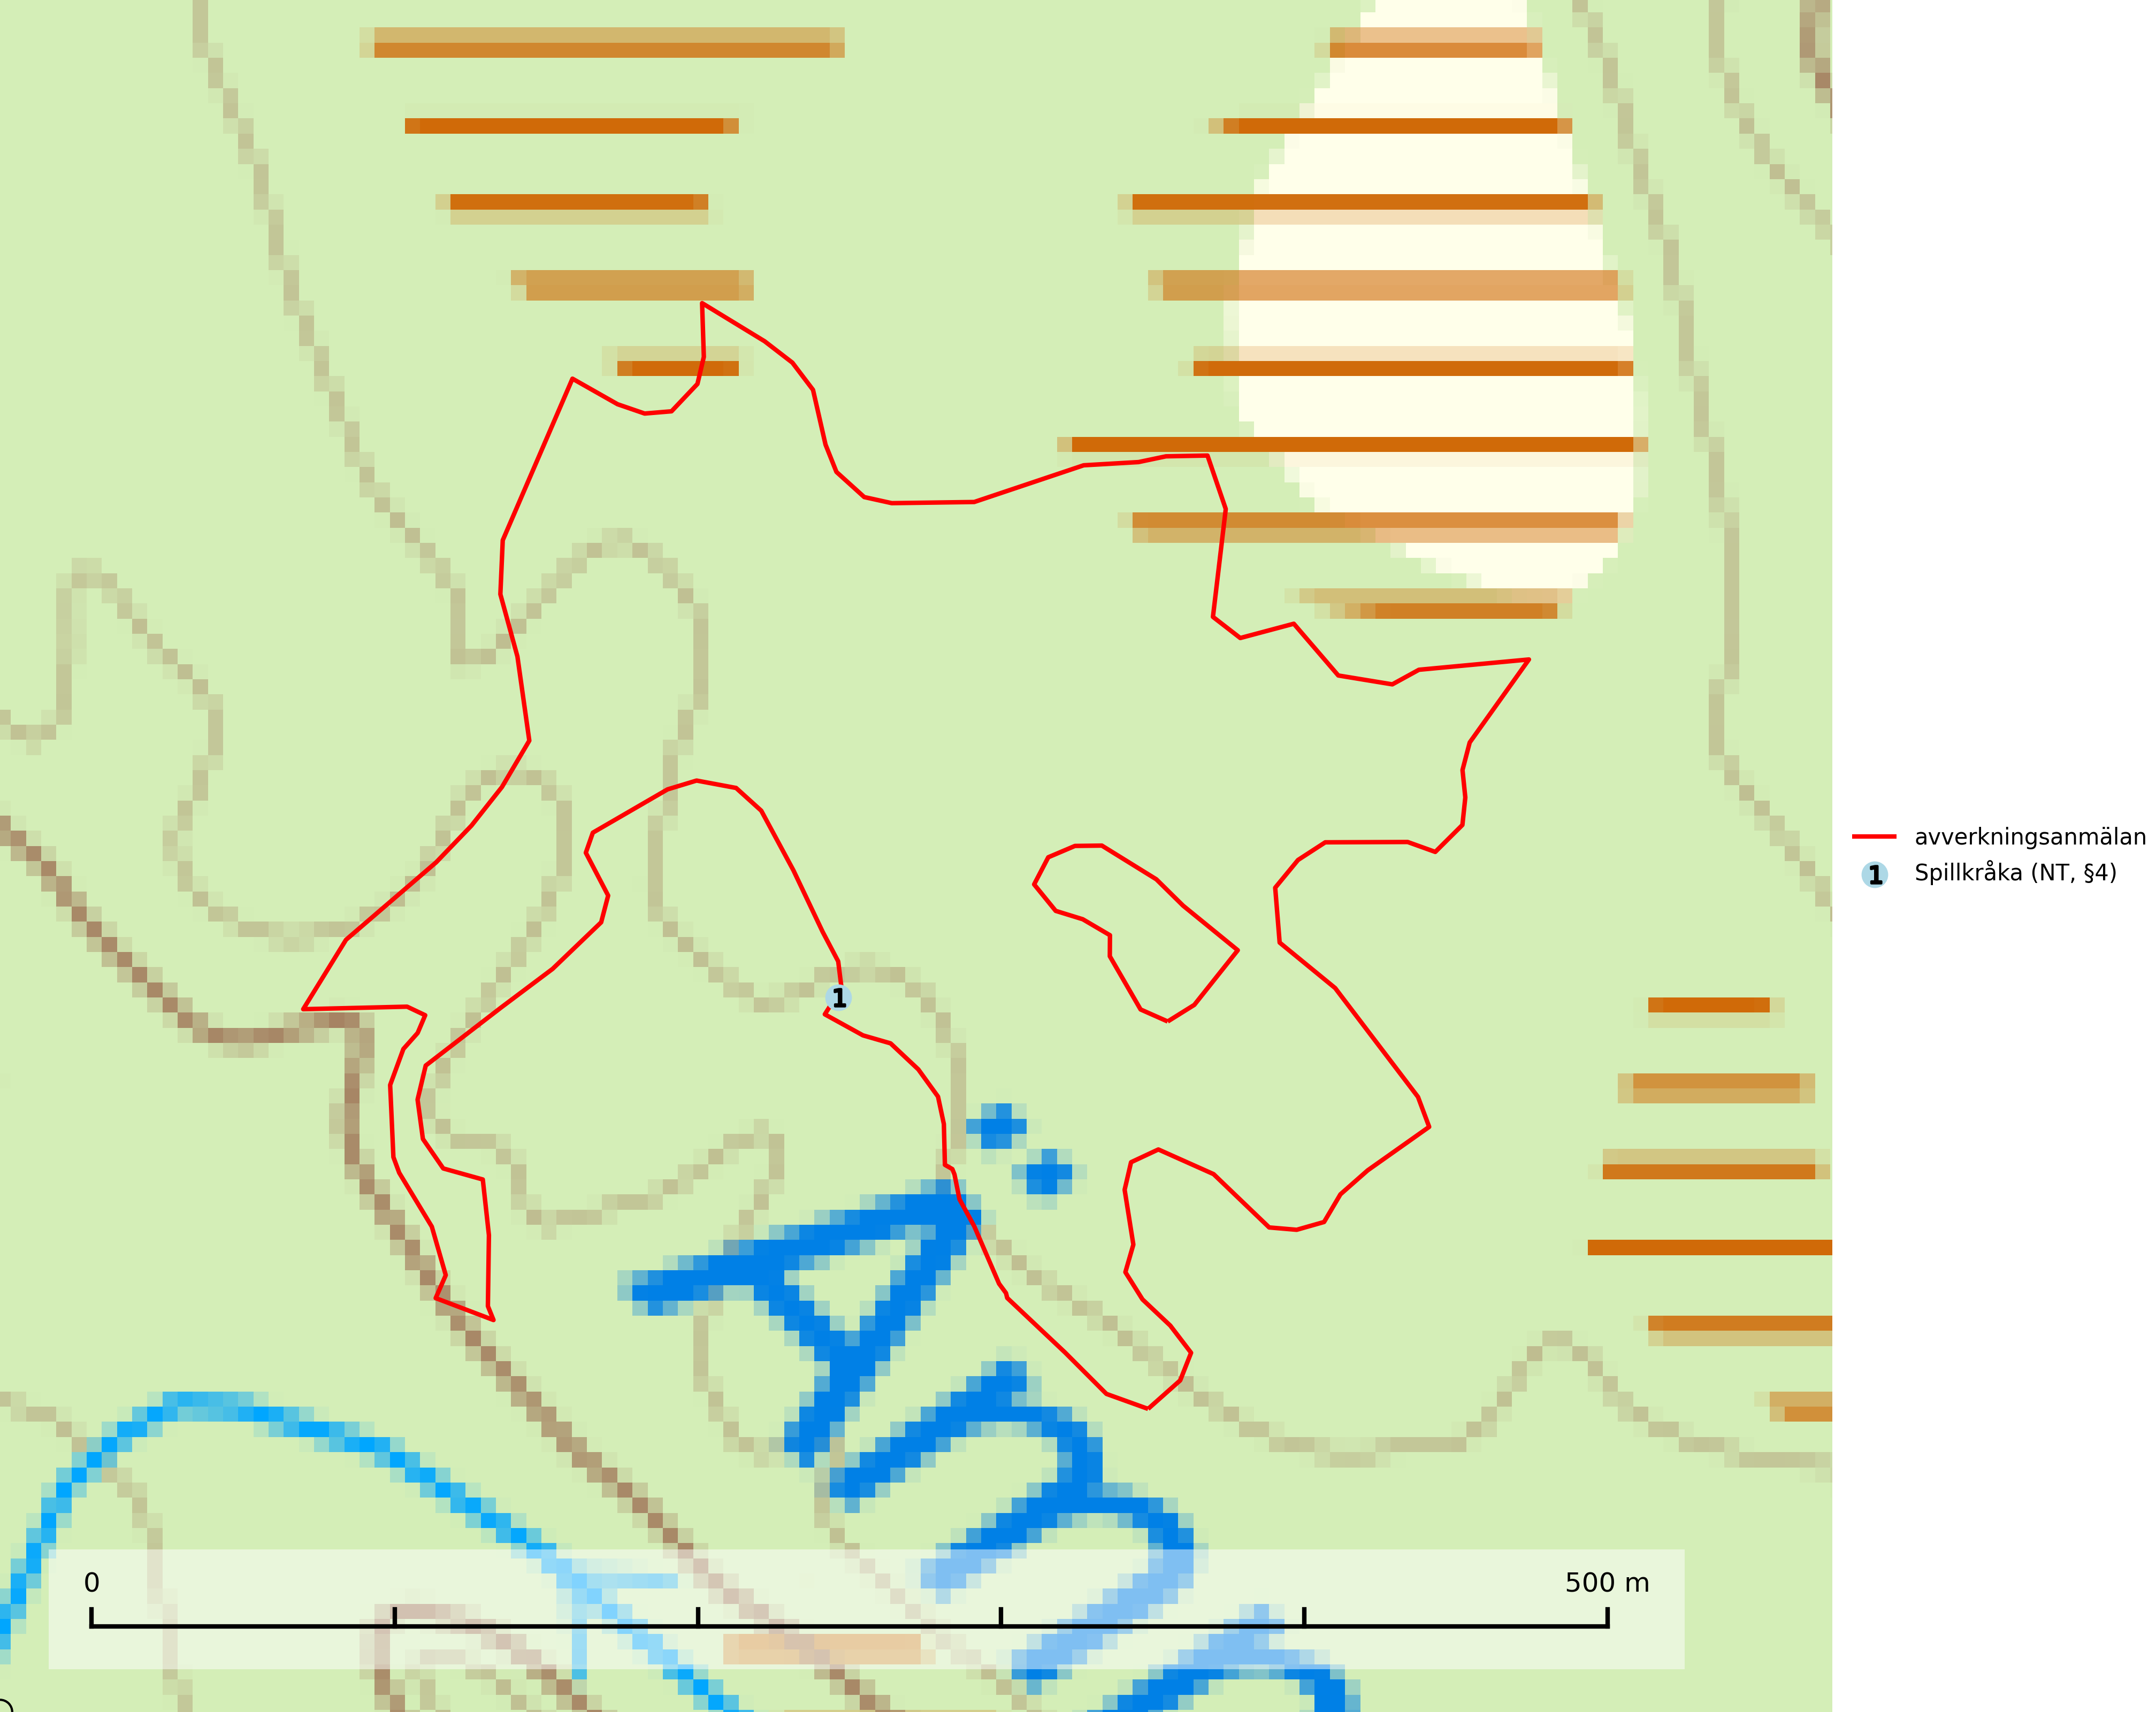 1
avverkningsanmälan
1 Spillkråka (NT, §4)
0 500 m